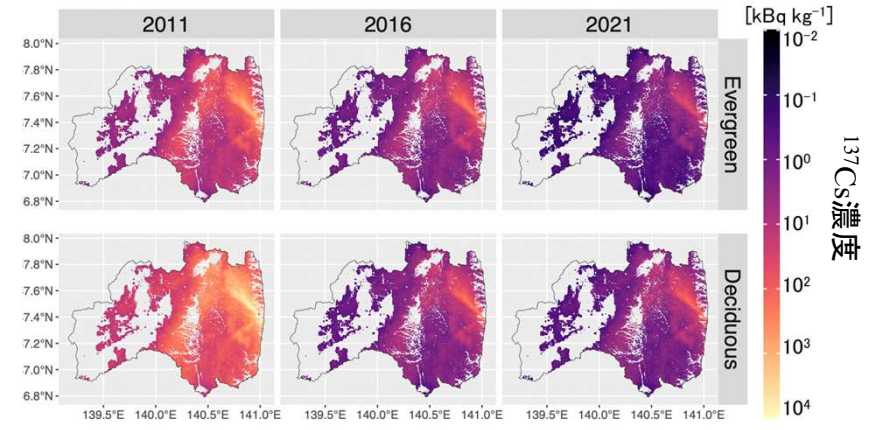 2011 2016 2021
[kBq kg⁻¹]
8.0°N
7.8°N
7.6°N
7.4°N
7.2°N
7.0°N
6.8°N
Evergreen
8.0°N
7.8°N
7.6°N
7.4°N
7.2°N
7.0°N
6.8°N
Deciduous
139.5°E 140.0°E 140.5°E 141.0°E 139.5°E 140.0°E 140.5°E 141.0°E 139.5°E 140.0°E 140.5°E 141.0°E
10⁻²
10⁻¹
10⁰
10¹
10²
10³
10⁴
¹³⁷Cs濃度